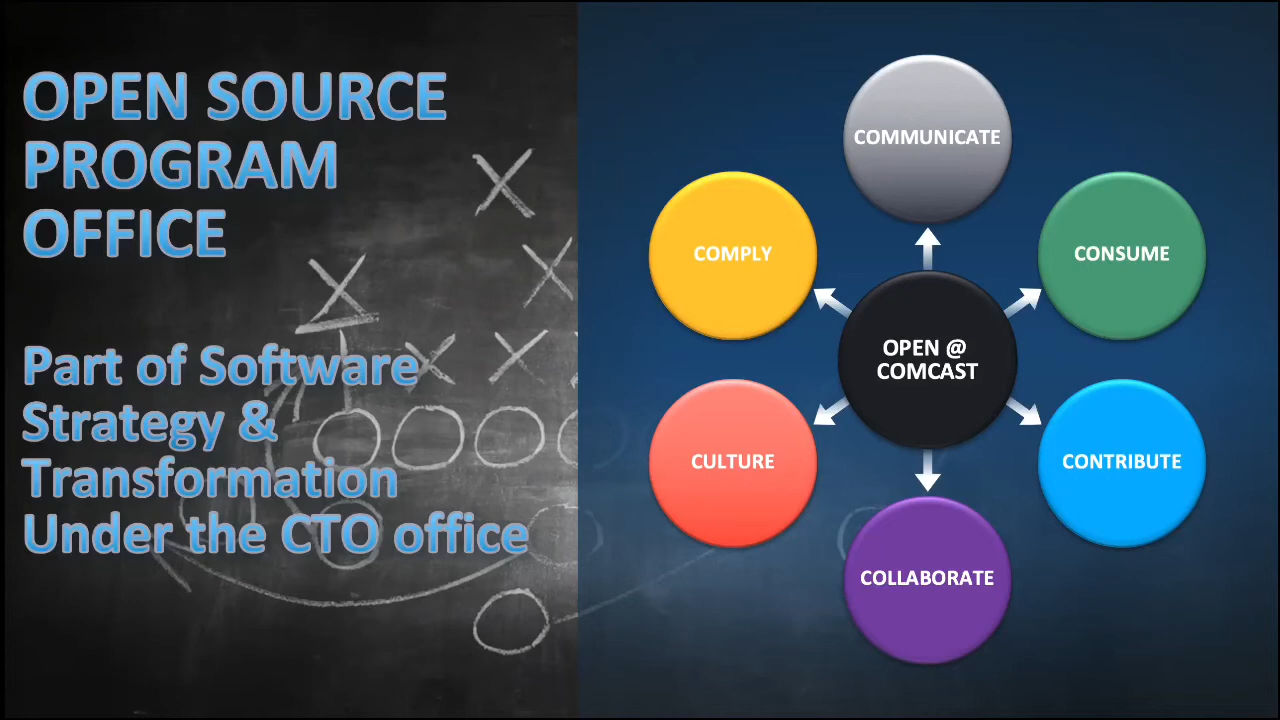 OPEN SOURCE
PROGRAM
OFFICE
Part of Software
Strategy &
Transformation
Under the CTO office
COMMUNICATE
COMPLY
CONSUME
OPEN @
COMCAST
CULTURE
CONTRIBUTE
COLLABORATE